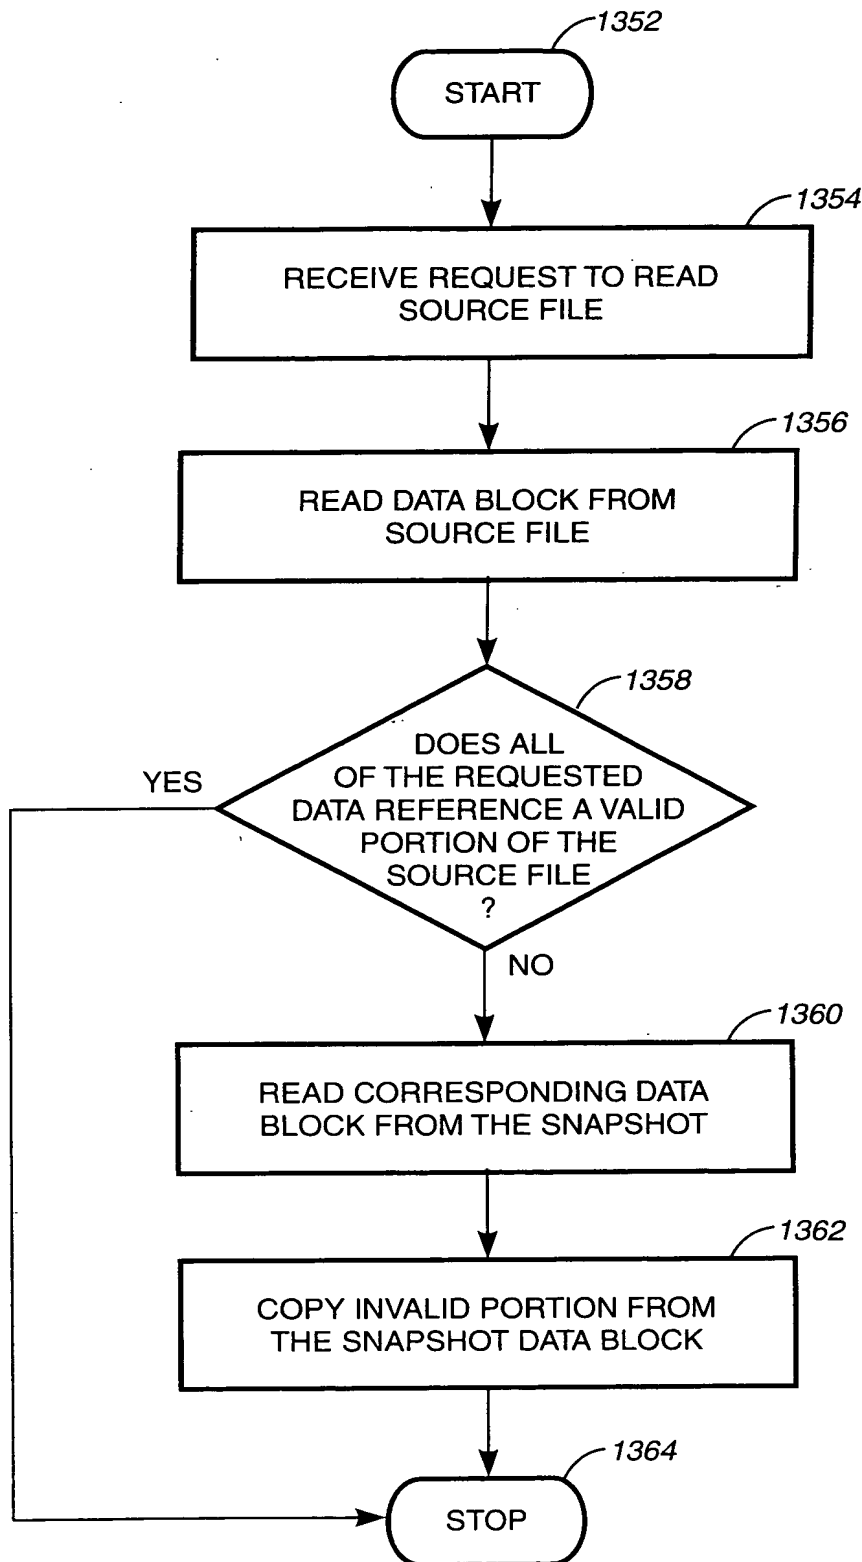 1352
START
1354
RECEIVE REQUEST TO READ
SOURCE FILE
1356
READ DATA BLOCK FROM
SOURCE FILE
1358
DOES ALL
OF THE REQUESTED
DATA REFERENCE A VALID
PORTION OF THE
SOURCE FILE
?
YES
NO
1360
READ CORRESPONDING DATA
BLOCK FROM THE SNAPSHOT
1362
COPY INVALID PORTION FROM
THE SNAPSHOT DATA BLOCK
1364
STOP